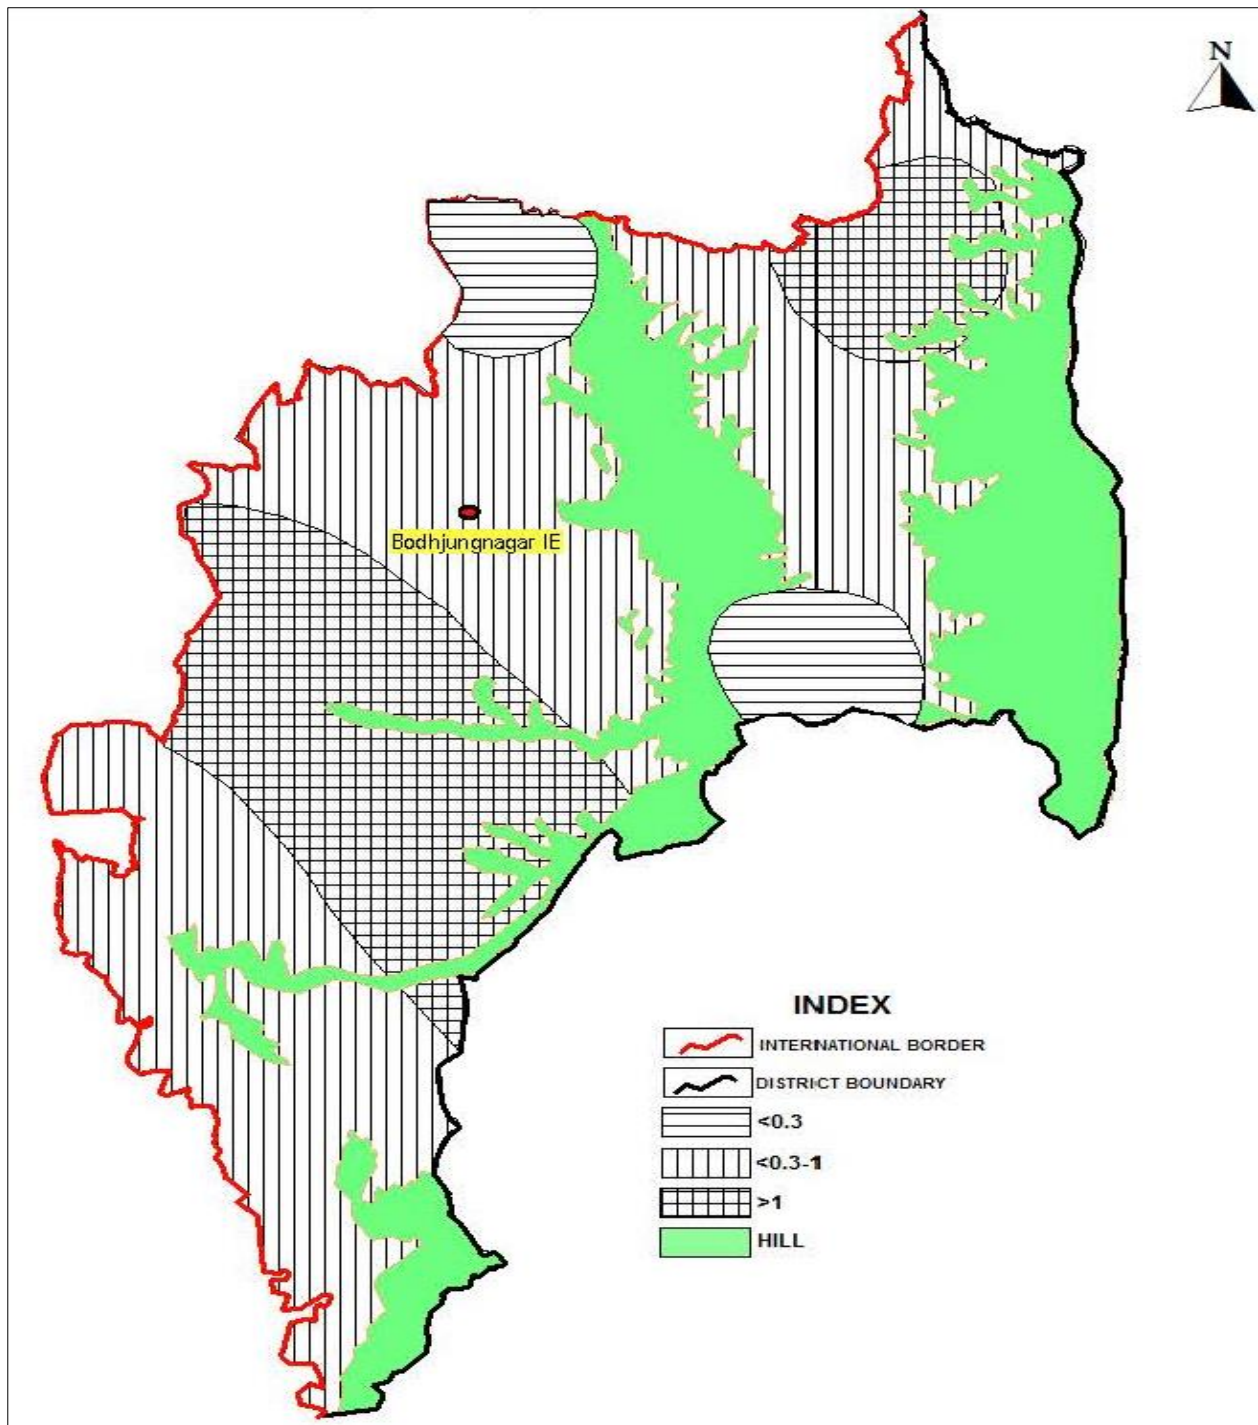 N
Bodhjungnagar IE
INDEX
INTERNATIONAL BORDER
DISTRICT BOUNDARY
<0.3
<0.3-1
>1
HILL